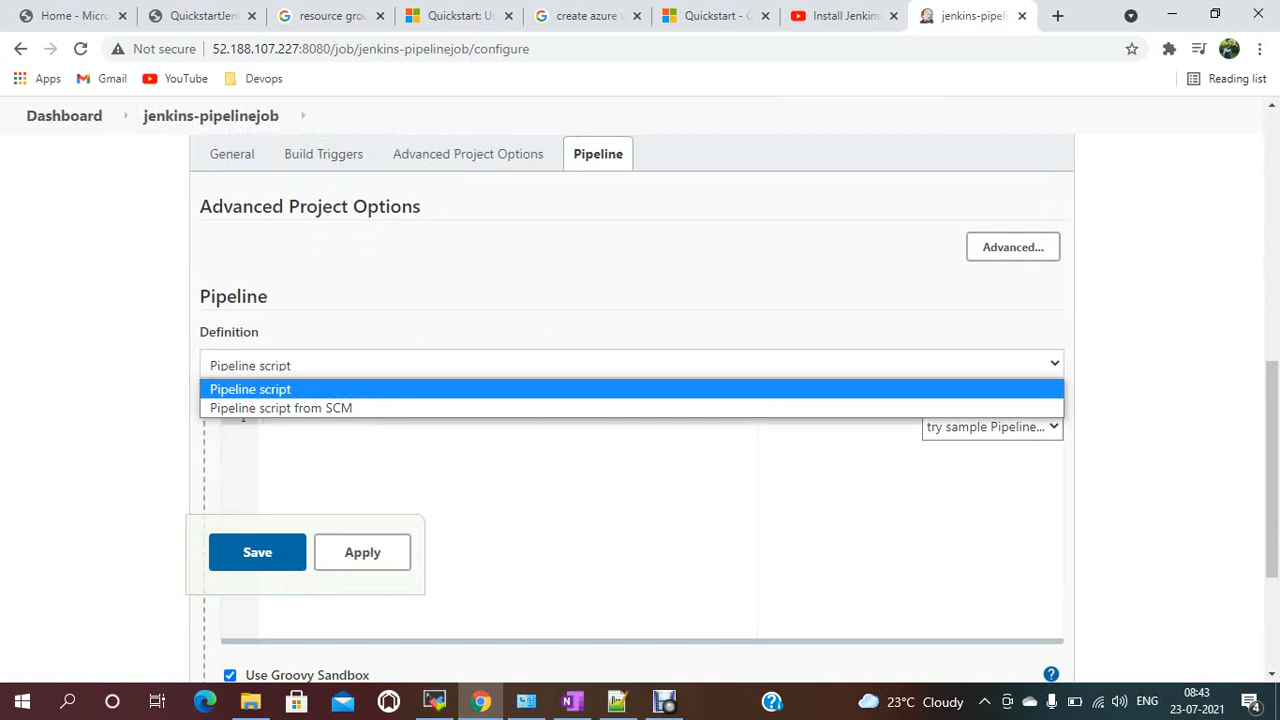 Home - Micro
QuickstartJen
resource grou
Quickstart: Us
create azure v
Quickstart - C
Install Jenkins
jenkins-pipeli
Not secure
52.188.107.227:8080/job/jenkins-pipelinejob/configure
Apps
Gmail
YouTube
Devops
Reading list
Dashboard
jenkins-pipelinejob
General
Build Triggers
Advanced Project Options
Pipeline
Advanced Project Options
Advanced...
Pipeline
Definition
Pipeline script
Pipeline script
Pipeline script from SCM
1
try sample Pipeline...
Save
Apply
Use Groovy Sandbox
?
23°C Cloudy
ENG
08:43
23-07-2021
4